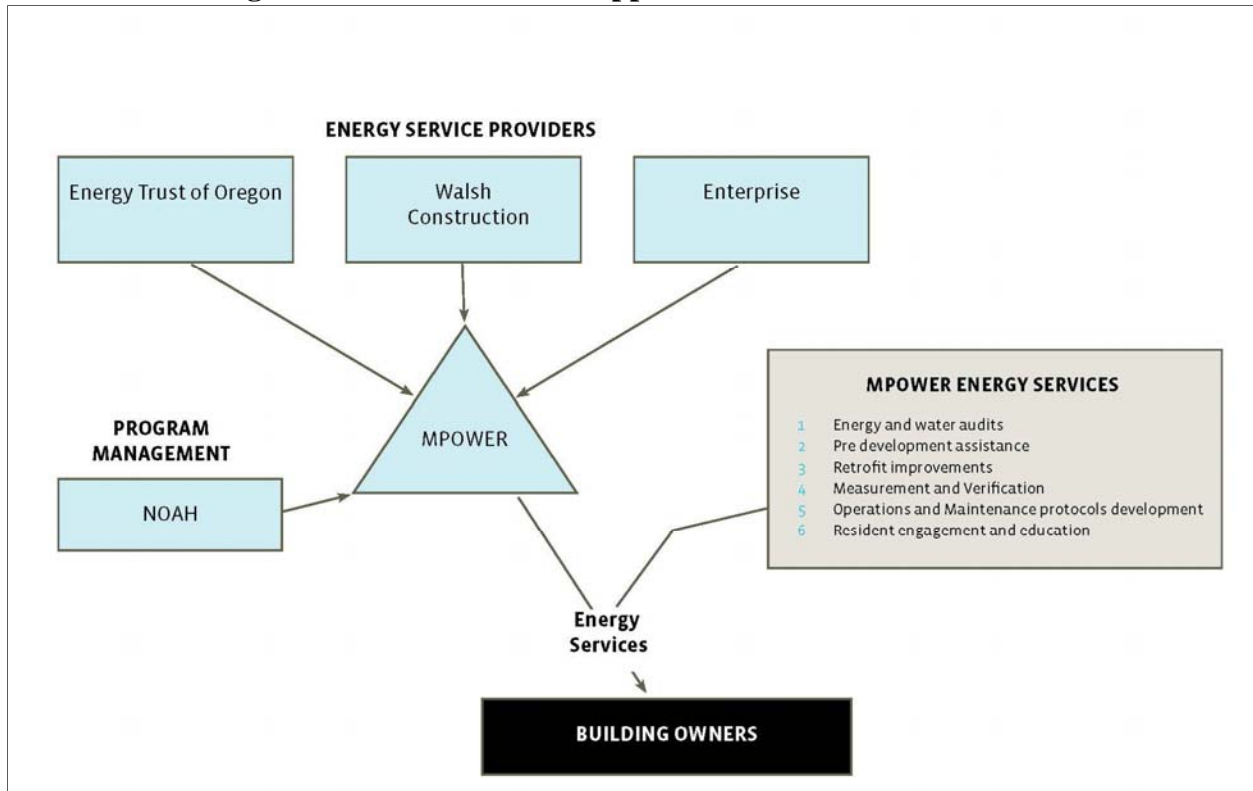 ENERGY SERVICE PROVIDERS
Energy Trust of Oregon
Walsh
Construction
Enterprise
MPOWER
PROGRAM
MANAGEMENT
NOAH
MPOWER ENERGY SERVICES
1 Energy and water audits
2 Pre development assistance
3 Retrofit improvements
4 Measurement and Verification
5 Operations and Maintenance protocols development
6 Resident engagement and education
Energy
Services
BUILDING OWNERS